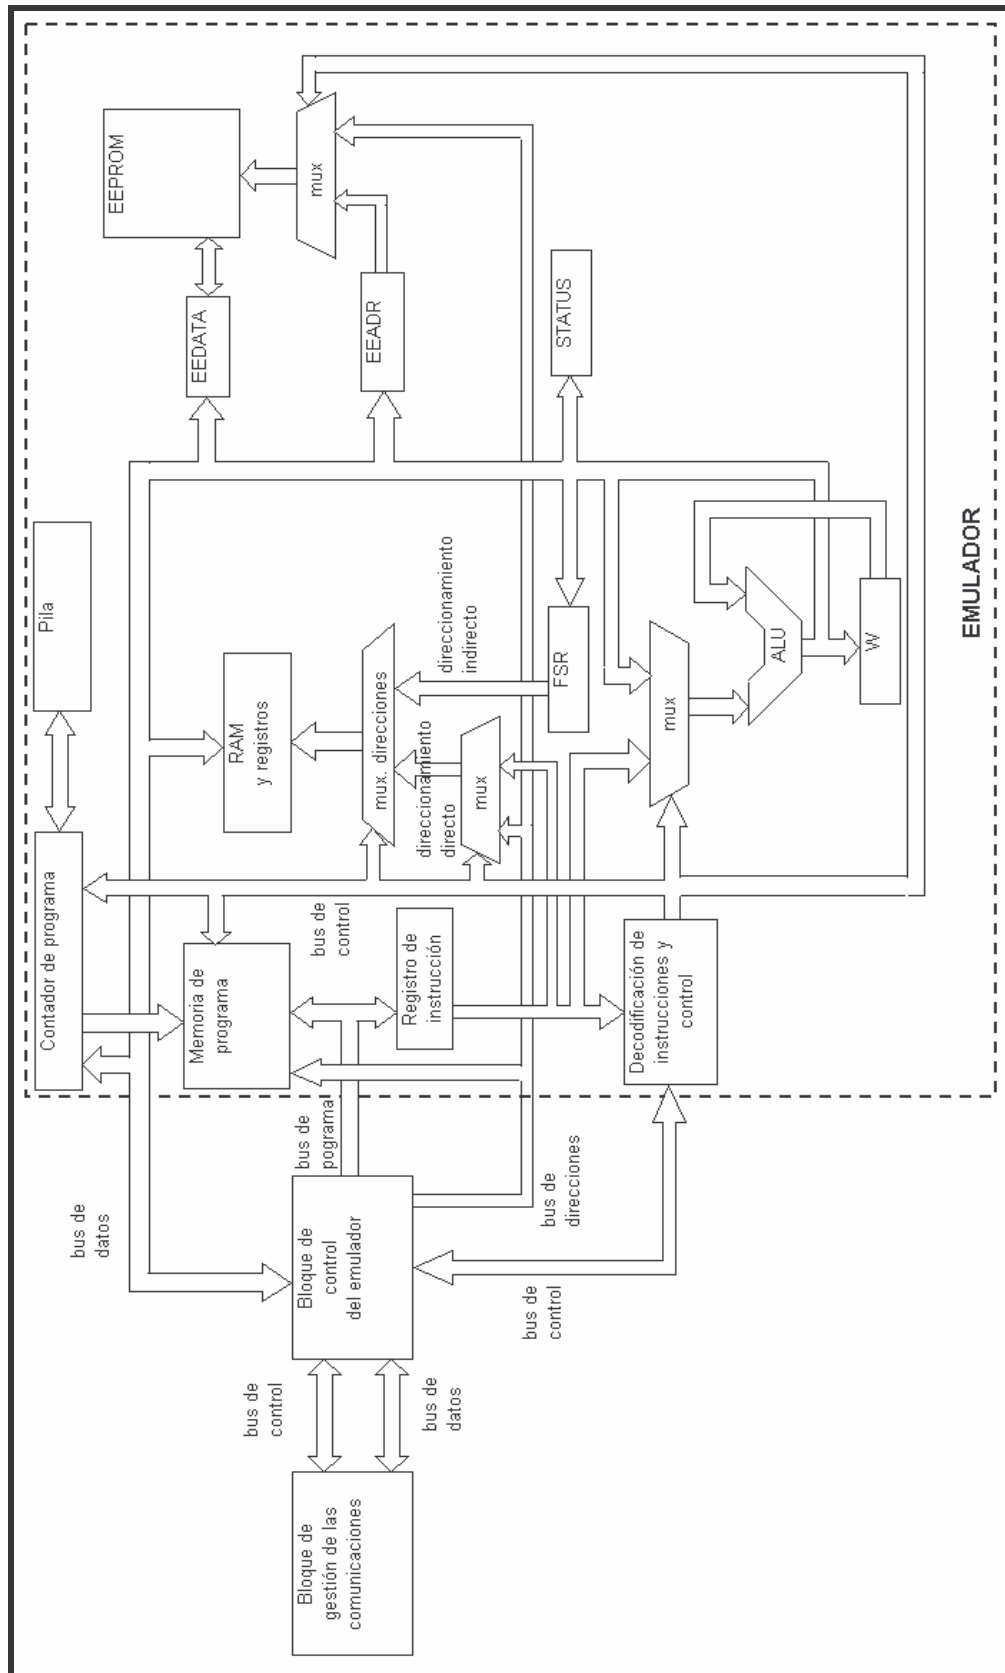 EEPROM
mux
EEDATA
EEADR
STATUS
Pila
RAM
y registros
mux. direcciones
direccionamiento
indirecto
direccionamiento
directo
mux
FSR
mux
ALU
W
EMULADOR
Contador de programa
Memoria de
programa
bus de
control
Registro de
instrucción
Decodificación de
instrucciones y
control
bus de
datos
bus de
pograma
bus de
direcciones
bus de
control
Bloque de
control
del emulador
bus de
control
bus de
datos
Bloque de
gestión de las
comunicaciones